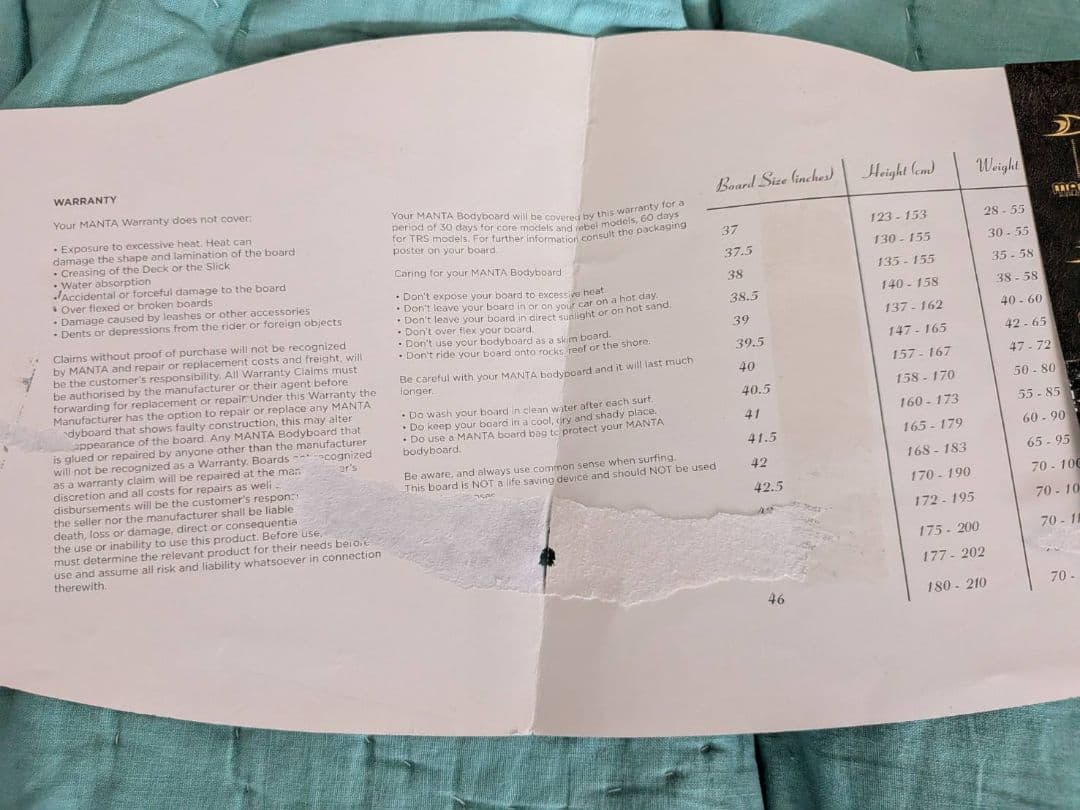 WARRANTY
Your MANTA Warranty does not cover:
• Exposure to excessive heat. Heat can
damage the shape and lamination of the board
• Creasing of the Deck or the Slick
• Water absorption
• Accidental or forceful damage to the board
• Over flexed or broken boards
• Damage caused by leashes or other accessories
• Dents or depressions from the rider or foreign objects
Claims without proof of purchase will not be recognized
by MANTA and repair or replacement costs and freight, will
be the customer's responsibility. All Warranty Claims must
be authorised by the manufacturer or their agent before
forwarding for replacement or repair Under this Warranty the
Manufacturer has the option to repair or replace any MANTA
dyboard that shows faulty construction, this may alter
appearance of the board. Any MANTA Bodyboard that
is glued or repaired by anyone other than the manufacturer
will not be recognized as a Warranty. Boards cognized
as a warranty claim will be repaired at the man er's
discretion and all costs for repairs as well
disbursements will be the customer's respon
the seller nor the manufacturer shall be liable
death, loss or damage, direct or consequentia
the use or inability to use this product. Before use,
must determine the relevant product for their needs before
use and assume all risk and liability whatsoever in connection
therewith.
Your MANTA Bodyboard will be covered by this warranty for a
period of 30 days for core models and rebel models, 60 days
for TRS models. For further information consult the packaging
poster on your board.
Caring for your MANTA Bodyboard
• Don't expose your board to excessive heat
• Don't leave your board in or on your car on a hot day.
• Don't leave your board in direct sunlight or on hot sand.
• Don't over flex your board.
• Don't use your bodyboard as a skim board.
• Don't ride your board onto rocks, reef or the shore.
Be careful with your MANTA bodyboard and it will last much
longer.
• Do wash your board in clean water after each surf.
• Do keep your board in a cool, dry and shady place.
• Do use a MANTA board bag to protect your MANTA
bodyboard.
Be aware, and always use common sense when surfing.
This board is NOT a life saving device and should NOT be used
Board Size (inches) Height (cm) Weight
37 123 - 153 28 - 55
37.5 130 - 155 30 - 55
38 135 - 155 35 - 58
38.5 140 - 158 38 - 58
39 137 - 162 40 - 60
39.5 147 - 165 42 - 65
40 157 - 167 47 - 72
40.5 158 - 170 50 - 80
41 160 - 173 55 - 85
41.5 165 - 179 60 - 90
42 168 - 183 65 - 95
42.5 170 - 190 70 - 100
172 - 195 70 - 10
175 - 200 70 - 1
177 - 202
46 180 - 210 70 -